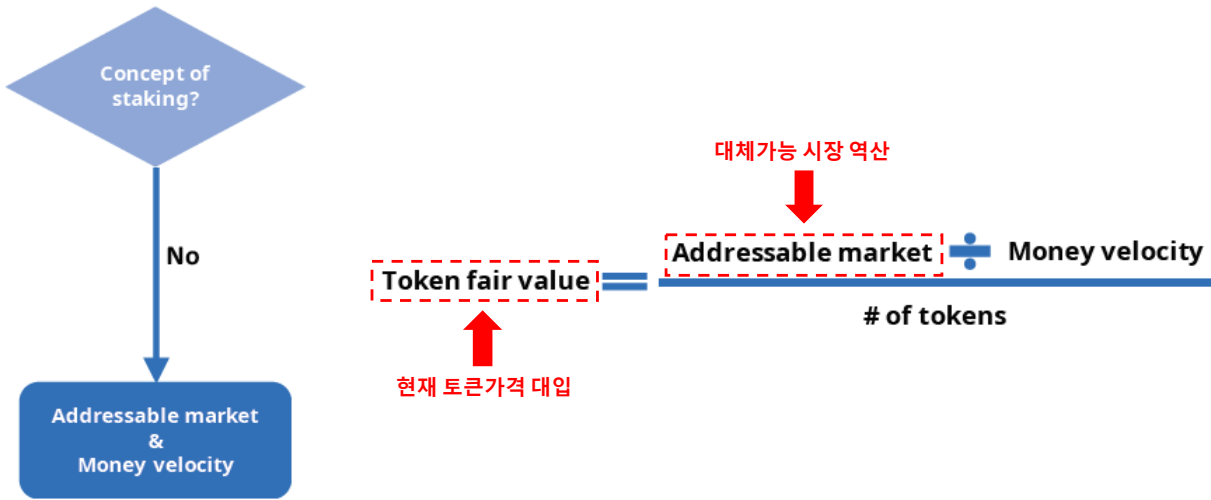 Concept of
staking?
No
Addressable market
&
Money velocity
대체가능 시장 역산
Token fair value
Addressable market
Money velocity
# of tokens
현재 토큰가격 대입